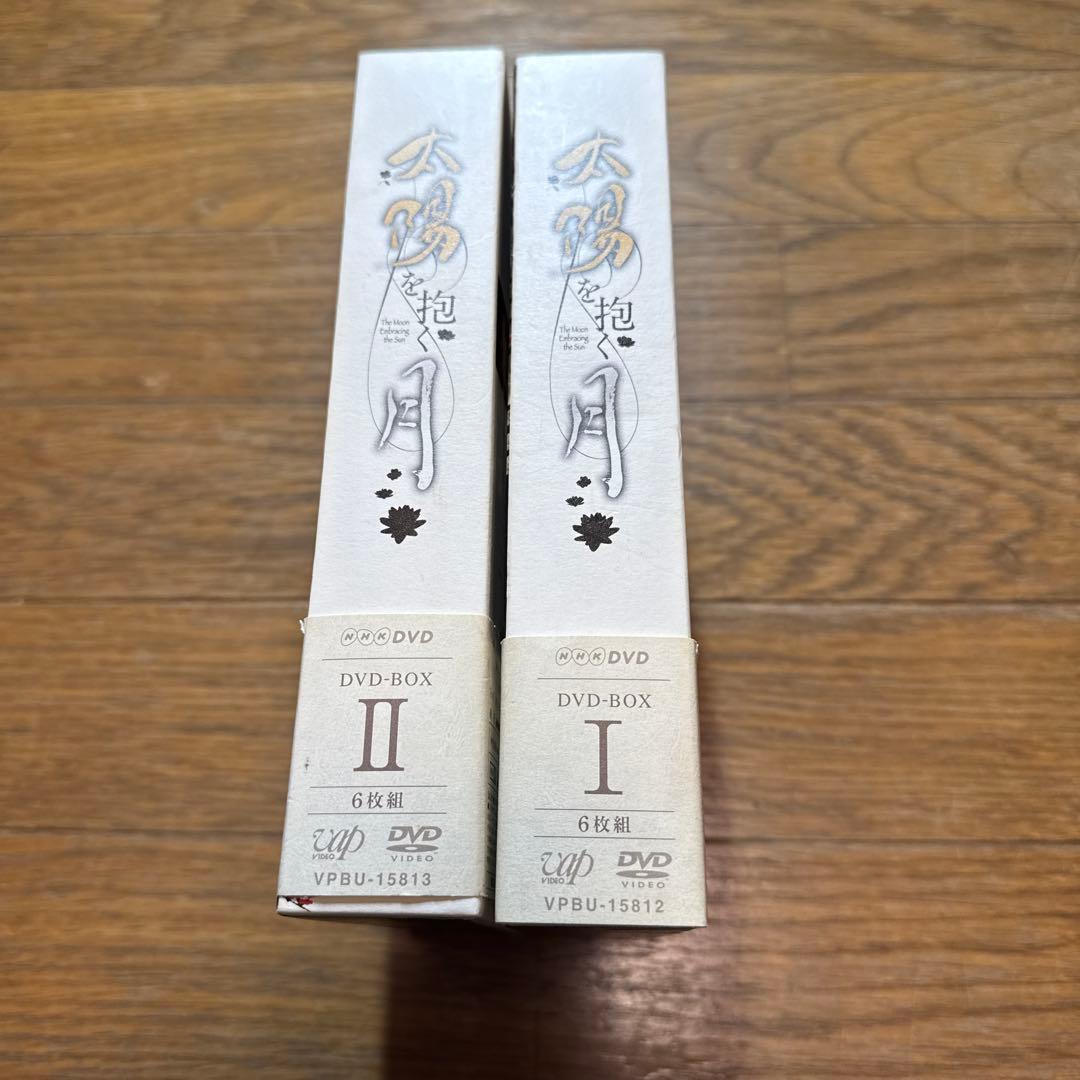 太陽を抱く月
The Moon
Embracing
the Sun
NHK DVD
DVD-BOX
II
6枚組
vap
VIDEO
DVD
VIDEO
VPBU-15813
太陽を抱く月
The Moon
Embracing
the Sun
NHK DVD
DVD-BOX
I
6枚組
vap
VIDEO
DVD
VIDEO
VPBU-15812